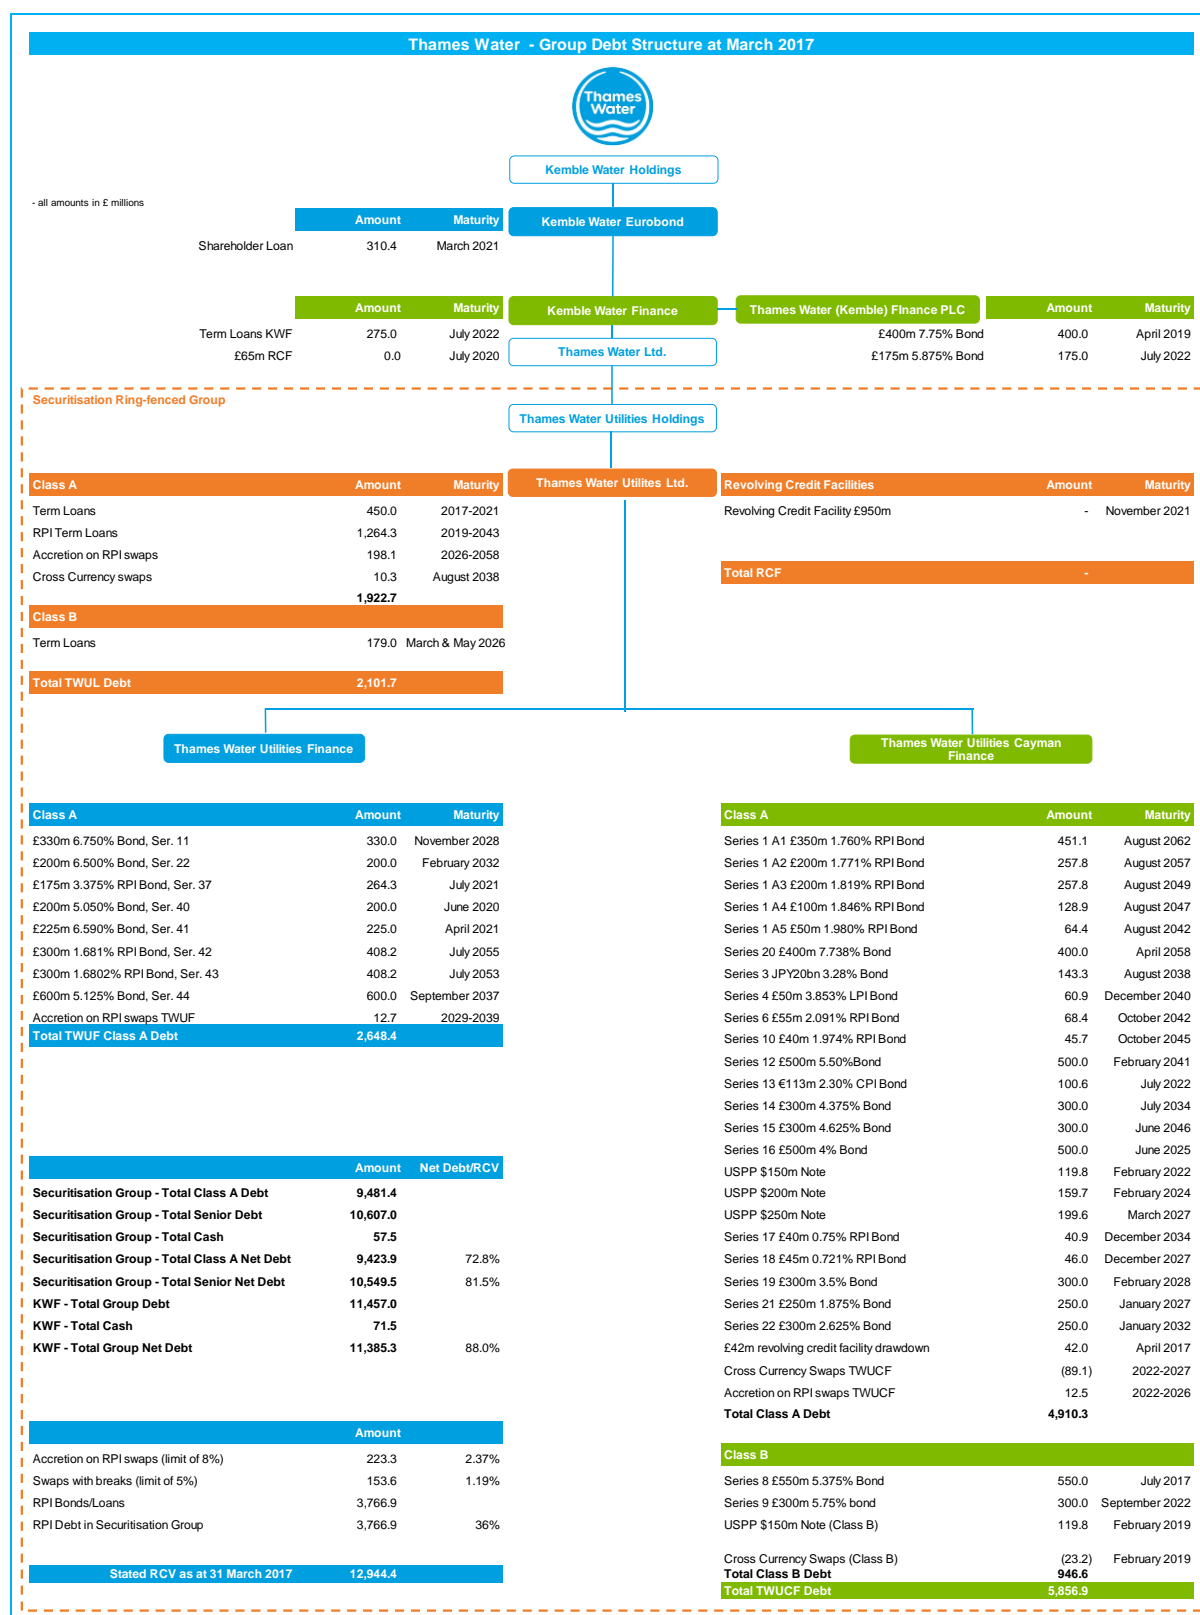 Thames Water - Group Debt Structure at March 2017
Thames
Water
Kemble Water Holdings
- all amounts in £ millions
Amount Maturity Kemble Water Eurobond
Shareholder Loan 310.4 March 2021
Amount Maturity Kemble Water Finance Thames Water (Kemble) FInance PLC Amount Maturity
Term Loans KWF 275.0 July 2022 £400m 7.75% Bond 400.0 April 2019
£65m RCF 0.0 July 2020 Thames Water Ltd. £175m 5.875% Bond 175.0 July 2022
Securitisation Ring-fenced Group
Thames Water Utilities Holdings
Class A Amount Maturity Thames Water Utilites Ltd. Revolving Credit Facilities Amount Maturity
Term Loans 450.0 2017-2021 Revolving Credit Facility £950m - November 2021
RPI Term Loans 1,264.3 2019-2043
Accretion on RPI swaps 198.1 2026-2058
Cross Currency swaps 10.3 August 2038 Total RCF -
1,922.7
Class B
Term Loans 179.0 March & May 2026
Total TWUL Debt 2,101.7
Thames Water Utilities Finance
Thames Water Utilities Cayman
Finance
Class A Amount Maturity
£330m 6.750% Bond, Ser. 11 330.0 November 2028
£200m 6.500% Bond, Ser. 22 200.0 February 2032
£175m 3.375% RPI Bond, Ser. 37 264.3 July 2021
£200m 5.050% Bond, Ser. 40 200.0 June 2020
£225m 6.590% Bond, Ser. 41 225.0 April 2021
£300m 1.681% RPI Bond, Ser. 42 408.2 July 2055
£300m 1.6802% RPI Bond, Ser. 43 408.2 July 2053
£600m 5.125% Bond, Ser. 44 600.0 September 2037
Accretion on RPI swaps TWUF 12.7 2029-2039
Total TWUF Class A Debt 2,648.4
Amount Net Debt/RCV
Securitisation Group - Total Class A Debt 9,481.4
Securitisation Group - Total Senior Debt 10,607.0
Securitisation Group - Total Cash 57.5
Securitisation Group - Total Class A Net Debt 9,423.9 72.8%
Securitisation Group - Total Senior Net Debt 10,549.5 81.5%
KWF - Total Group Debt 11,457.0
KWF - Total Cash 71.5
KWF - Total Group Net Debt 11,385.3 88.0%
Amount
Accretion on RPI swaps (limit of 8%) 223.3 2.37%
Swaps with breaks (limit of 5%) 153.6 1.19%
RPI Bonds/Loans 3,766.9
RPI Debt in Securitisation Group 3,766.9 36%
Stated RCV as at 31 March 2017 12,944.4
Class A Amount Maturity
Series 1 A1 £350m 1.760% RPI Bond 451.1 August 2062
Series 1 A2 £200m 1.771% RPI Bond 257.8 August 2057
Series 1 A3 £200m 1.819% RPI Bond 257.8 August 2049
Series 1 A4 £100m 1.846% RPI Bond 128.9 August 2047
Series 1 A5 £50m 1.980% RPI Bond 64.4 August 2042
Series 20 £400m 7.738% Bond 400.0 April 2058
Series 3 JPY20bn 3.28% Bond 143.3 August 2038
Series 4 £50m 3.853% LPI Bond 60.9 December 2040
Series 6 £55m 2.091% RPI Bond 68.4 October 2042
Series 10 £40m 1.974% RPI Bond 45.7 October 2045
Series 12 £500m 5.50%Bond 500.0 February 2041
Series 13 €113m 2.30% CPI Bond 100.6 July 2022
Series 14 £300m 4.375% Bond 300.0 July 2034
Series 15 £300m 4.625% Bond 300.0 June 2046
Series 16 £500m 4% Bond 500.0 June 2025
USPP $150m Note 119.8 February 2022
USPP $200m Note 159.7 February 2024
USPP $250m Note 199.6 March 2027
Series 17 £40m 0.75% RPI Bond 40.9 December 2034
Series 18 £45m 0.721% RPI Bond 46.0 December 2027
Series 19 £300m 3.5% Bond 300.0 February 2028
Series 21 £250m 1.875% Bond 250.0 January 2027
Series 22 £300m 2.625% Bond 250.0 January 2032
£42m revolving credit facility drawdown 42.0 April 2017
Cross Currency Swaps TWUCF (89.1) 2022-2027
Accretion on RPI swaps TWUCF 12.5 2022-2026
Total Class A Debt 4,910.3
Class B
Series 8 £550m 5.375% Bond 550.0 July 2017
Series 9 £300m 5.75% bond 300.0 September 2022
USPP $150m Note (Class B) 119.8 February 2019
Cross Currency Swaps (Class B) (23.2) February 2019
Total Class B Debt 946.6
Total TWUCF Debt 5,856.9